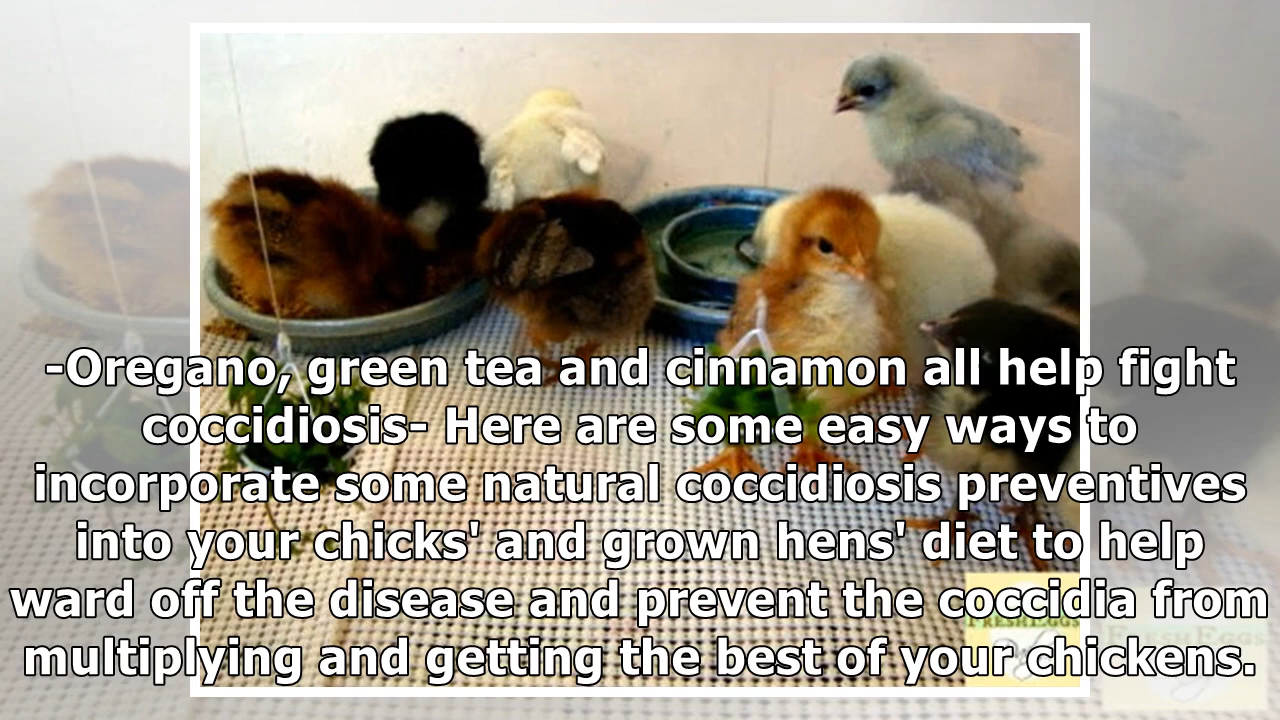 -Oregano, green tea and cinnamon all help fight
coccidiosis- Here are some easy ways to
incorporate some natural coccidiosis preventives
into your chicks' and grown hens' diet to help
ward off the disease and prevent the coccidia from
multiplying and getting the best of your chickens.
FRESH EGGS